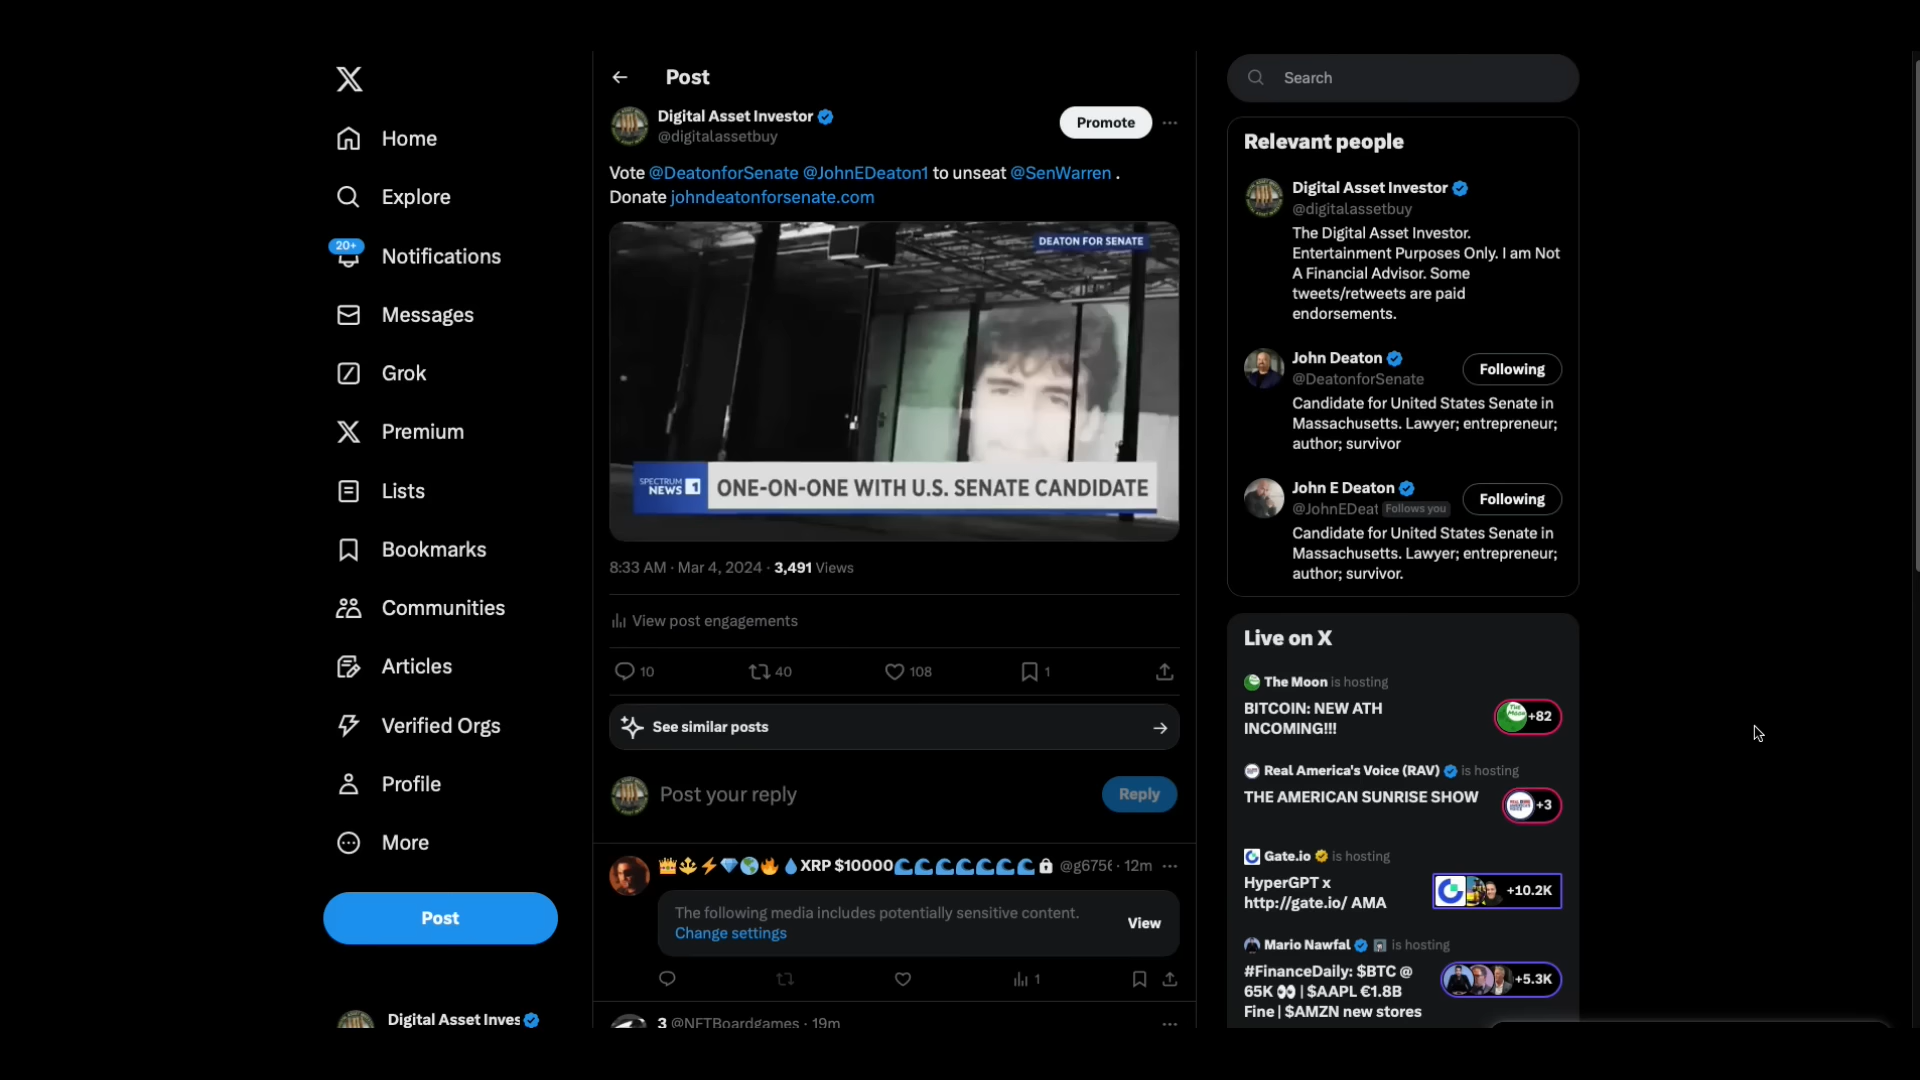 Home
Explore
20+
Notifications
Messages
Grok
Premium
Lists
Bookmarks
Communities
Articles
Verified Orgs
Profile
More
Post
Digital Asset Inves
Post
Digital Asset Investor
@digitalassetbuy
Promote
Vote @DeatonforSenate @JohnEDeaton1 to unseat @SenWarren .
Donate johndeatonforsenate.com
DEATON FOR SENATE
SPECTRUM
NEWS 1
ONE-ON-ONE WITH U.S. SENATE CANDIDATE
8:33 AM · Mar 4, 2024 · 3,491 Views
View post engagements
10
40
108
1
See similar posts
Post your reply
Reply
XRP $10000 @g675 · 12m
The following media includes potentially sensitive content.
Change settings
View
1
3 @NFTBoardgames · 19m
Search
Relevant people
Digital Asset Investor
@digitalassetbuy
The Digital Asset Investor.
Entertainment Purposes Only. I am Not
A Financial Advisor. Some
tweets/retweets are paid
endorsements.
John Deaton
@DeatonforSenate
Following
Candidate for United States Senate in
Massachusetts. Lawyer; entrepreneur;
author; survivor
John E Deaton
@JohnEDeat Follows you
Following
Candidate for United States Senate in
Massachusetts. Lawyer; entrepreneur;
author; survivor.
Live on X
The Moon is hosting
BITCOIN: NEW ATH
INCOMING!!!
+82
Real America's Voice (RAV) is hosting
THE AMERICAN SUNRISE SHOW
+3
Gate.io is hosting
HyperGPT x
http://gate.io/ AMA
+10.2K
Mario Nawfal is hosting
#FinanceDaily: $BTC @
65K 👀 | $AAPL €1.8B
Fine | $AMZN new stores
+5.3K